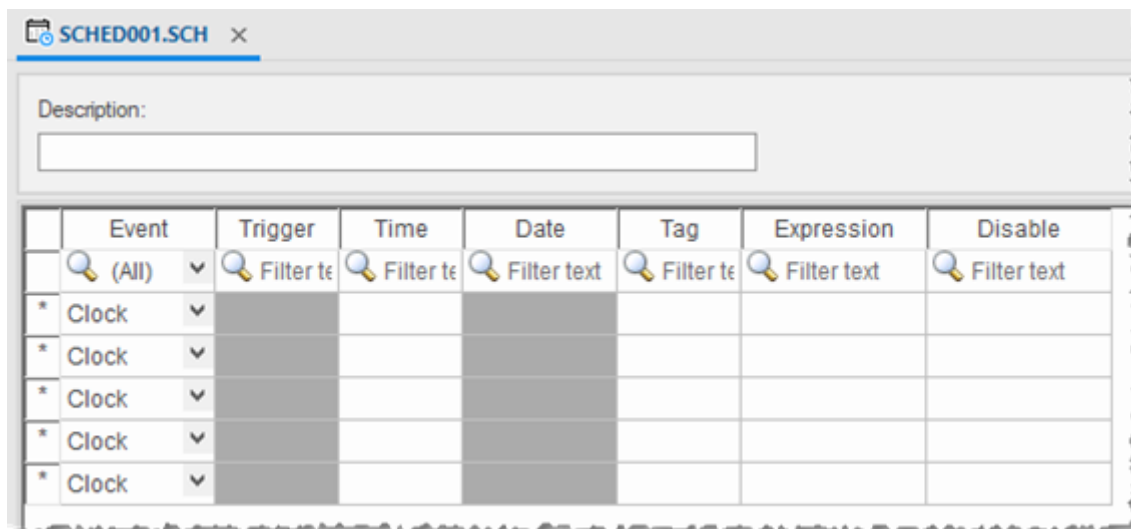 SCHED001.SCH ×
Description:
Event Trigger Time Date Tag Expression Disable
(All) Filter te Filter te Filter text Filter te Filter text Filter text
* Clock
* Clock
* Clock
* Clock
* Clock